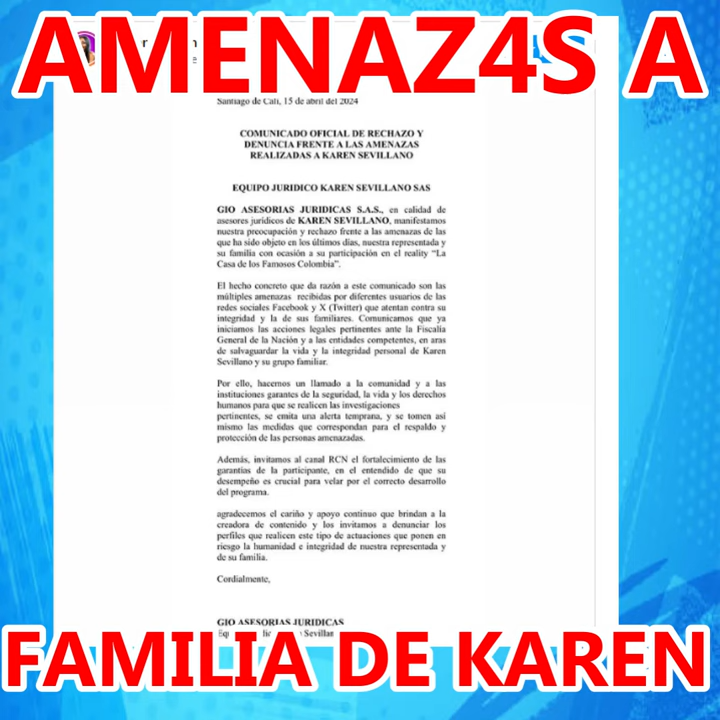 AMENAZ4S A
Santiago de Cali, 15 de abril del 2024
COMUNICADO OFICIAL DE RECHAZO Y
DENUNCIA FRENTE A LAS AMENAZAS
REALIZADAS A KAREN SEVILLANO
EQUIPO JURIDICO KAREN SEVILLANO SAS
GIO ASESORIAS JURIDICAS S.A.S., en calidad de
asesores jurídicos de KAREN SEVILLANO, manifestamos
nuestra preocupación y rechazo frente a las amenazas de las
que ha sido objeto en los últimos días, nuestra representada y
su familia con ocasión a su participación en el reality “La
Casa de los Famosos Colombia”.
El hecho concreto que da razón a este comunicado son las
múltiples amenazas recibidas por diferentes usuarios de las
redes sociales Facebook y X (Twitter) que atentan contra su
integridad y la de sus familiares. Comunicamos que ya
iniciamos las acciones legales pertinentes ante la Fiscalía
General de la Nación y a las entidades competentes, en aras
de salvaguardar la vida y la integridad personal de Karen
Sevillano y su grupo familiar.
Por ello, hacemos un llamado a la comunidad y a las
instituciones garantes de la seguridad, la vida y los derechos
humanos para que se realicen las investigaciones
pertinentes, se emita una alerta temprana, y se tomen así
mismo las medidas que correspondan para el respaldo y
protección de las personas amenazadas.
Además, invitamos al canal RCN el fortalecimiento de las
garantías de la participante, en el entendido de que su
desempeño es crucial para velar por el correcto desarrollo
del programa.
agradecemos el cariño y apoyo continuo que brindan a la
creadora de contenido y los invitamos a denunciar los
perfiles que realicen este tipo de actuaciones que ponen en
riesgo la humanidad e integridad de nuestra representada y
de su familia.
Cordialmente,
GIO ASESORIAS JURIDICAS
FAMILIA DE KAREN